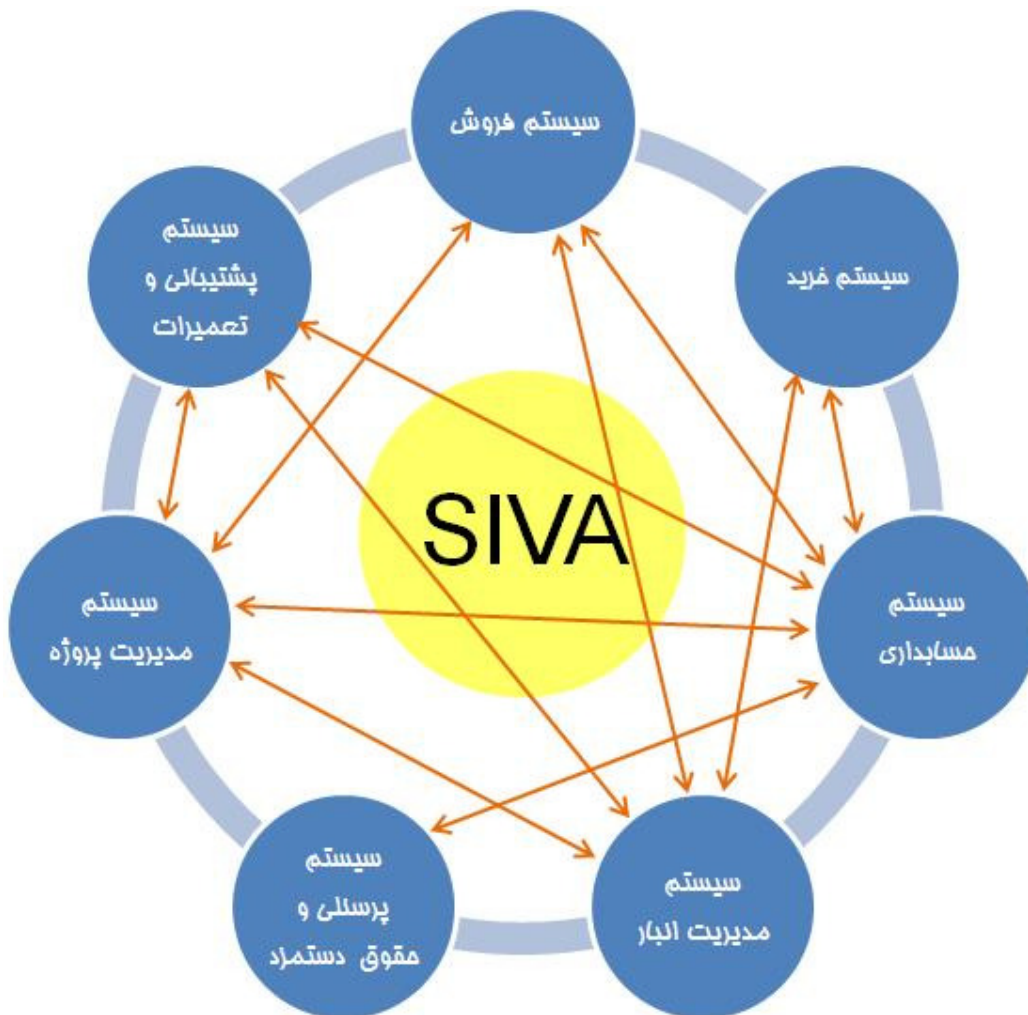 سیستم فروش
سیستم خرید
سیستم
حسابداری
سیستم
مدیریت انبار
سیستم
پرسنلی و
حقوق دستمزد
سیستم
مدیریت پروژه
سیستم
پشتیبانی و
تعمیرات
SIVA